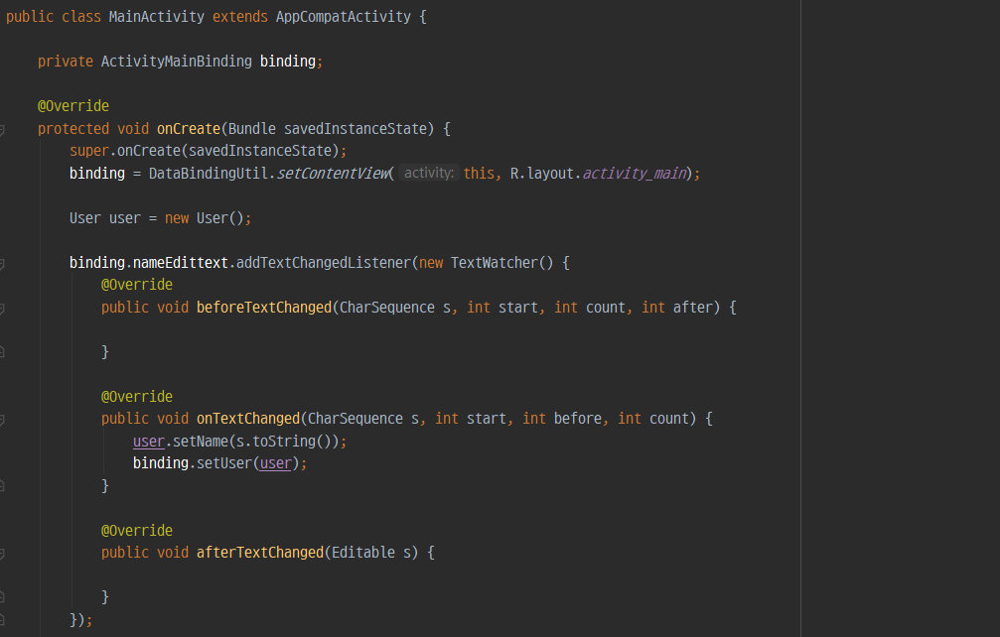 public class MainActivity extends AppCompatActivity {
private ActivityMainBinding binding;
@Override
protected void onCreate(Bundle savedInstanceState) {
super.onCreate(savedInstanceState);
binding = DataBindingUtil.setContentView( activity: this, R.layout.activity_main);
User user = new User();
binding.nameEdittext.addTextChangedListener(new TextWatcher() {
@Override
public void beforeTextChanged(CharSequence s, int start, int count, int after) {
}
@Override
public void onTextChanged(CharSequence s, int start, int before, int count) {
user.setName(s.toString());
binding.setUser(user);
}
@Override
public void afterTextChanged(Editable s) {
}
});